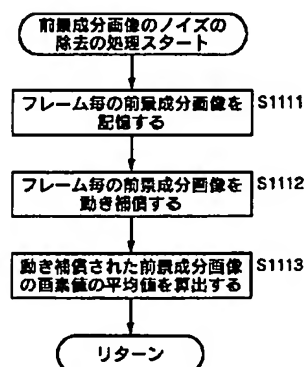 前景成分画像のノイズの
除去の処理スタート
フレーム毎の前景成分画像を
記憶する
S1111
フレーム毎の前景成分画像を
動き補償する
S1112
動き補償された前景成分画像
の画素値の平均値を算出する
S1113
リターン